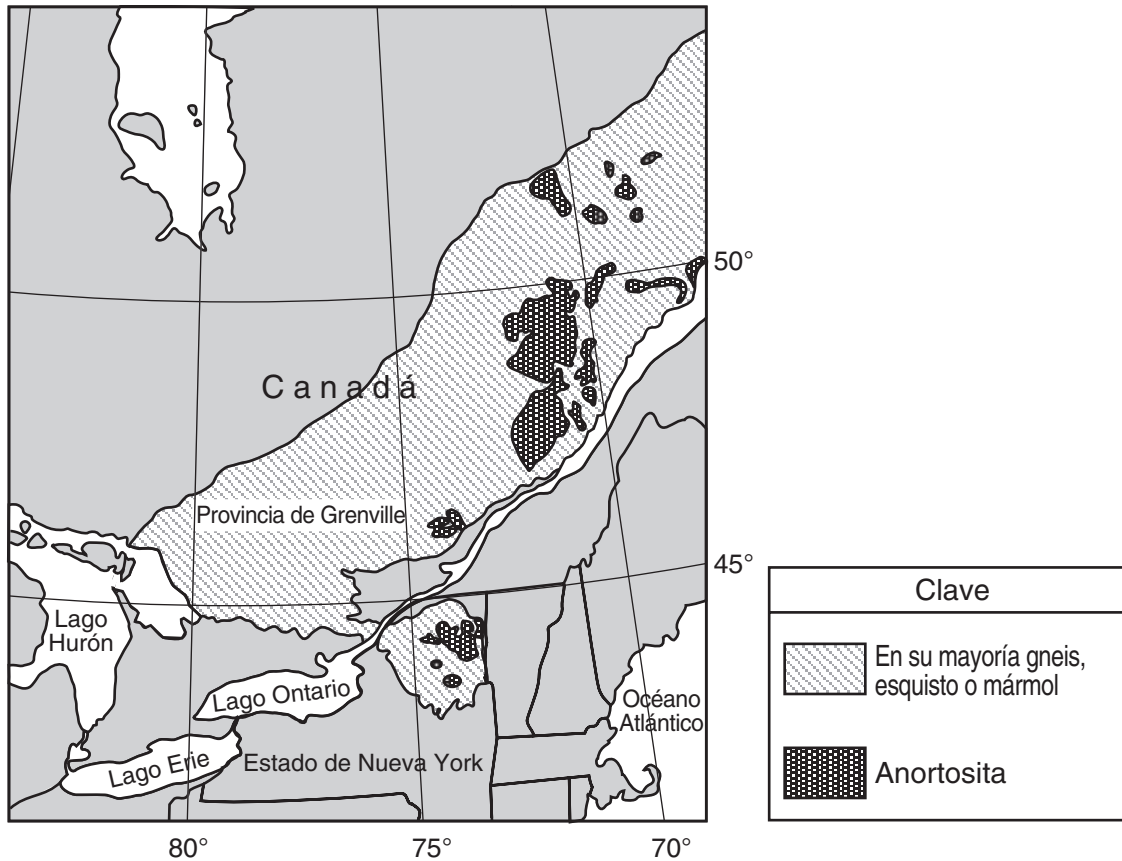 50°
Canadá
Provincia de Grenville
45°
Lago
Hurón
Lago Ontario
Océano
Atlántico
Lago Erie
Estado de Nueva York
80°
75°
70°
Clave
En su mayoría gneis,
esquisto o mármol
Anortosita